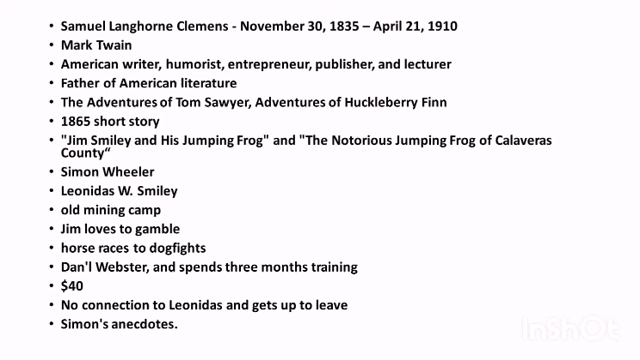 • Samuel Langhorne Clemens - November 30, 1835 – April 21, 1910
• Mark Twain
• American writer, humorist, entrepreneur, publisher, and lecturer
• Father of American literature
• The Adventures of Tom Sawyer, Adventures of Huckleberry Finn
• 1865 short story
• "Jim Smiley and His Jumping Frog" and "The Notorious Jumping Frog of Calaveras
County“
• Simon Wheeler
• Leonidas W. Smiley
• old mining camp
• Jim loves to gamble
• horse races to dogfights
• Dan'l Webster, and spends three months training
• $40
• No connection to Leonidas and gets up to leave
• Simon's anecdotes.
InShOt